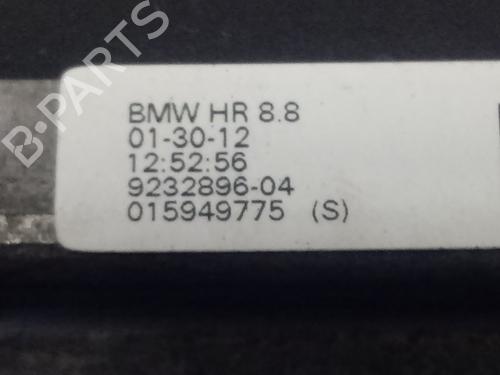 BMW HR 8.8
01-30-12
12:52:56
9232896-04
015949775 (S)
B-PARTS